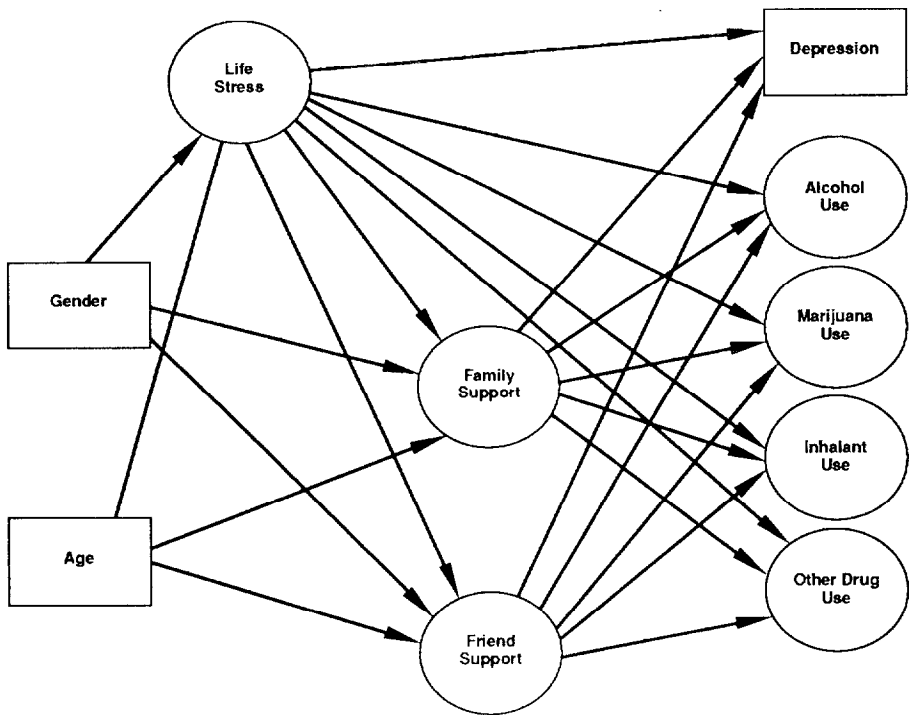 Life
Stress
Depression
Alcohol
Use
Gender
Marijuana
Use
Family
Support
Inhalant
Use
Age
Other Drug
Use
Friend
Support